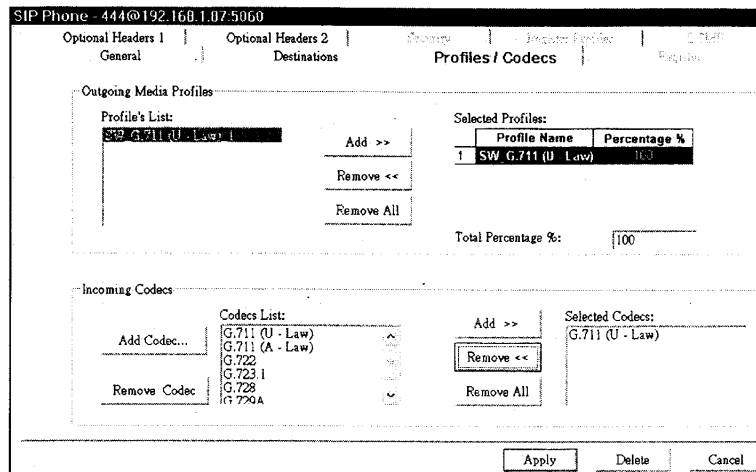 SIP Phone - 444@192.168.1.87:5060
Optional Headers 1 | Optional Headers 2
General Destinations Profiles / Codecs Register
Outgoing Media Profiles
Profile's List:
SW_G.711 (U - Law) 1
Add >>
Remove <<
Remove All
Selected Profiles:
Profile Name Percentage %
1 SW_G.711 (U - Law) 100
Total Percentage %: 100
Incoming Codecs
Add Codec...
Remove Codec
Codecs List:
G.711 (U - Law)
G.711 (A - Law)
G.722
G.723.1
G.728
G.729A
Add >>
Remove <<
Remove All
Selected Codecs:
G.711 (U - Law)
Apply Delete Cancel